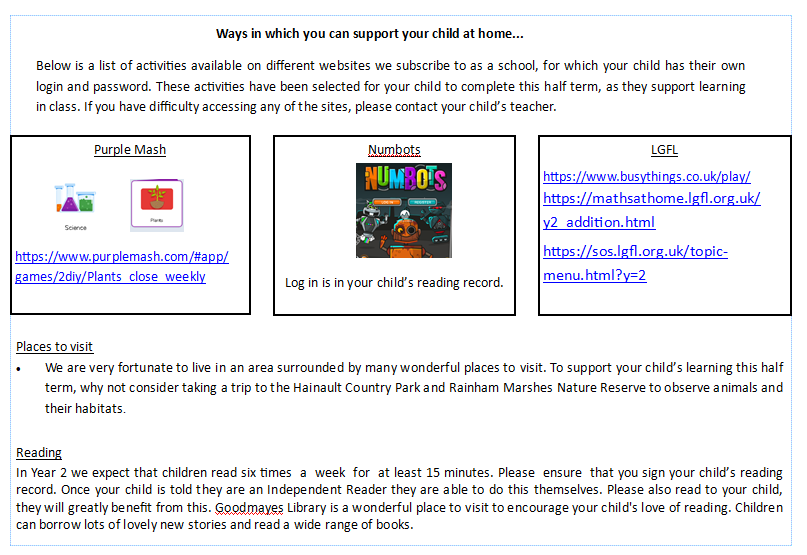 Ways in which you can support your child at home...
Below is a list of activities available on different websites we subscribe to as a school, for which your child has their own
login and password. These activities have been selected for your child to complete this half term, as they support learning
in class. If you have difficulty accessing any of the sites, please contact your child's teacher.
Purple Mash
Science
Plants
https://www.purplemash.com/#app/
games/2diy/Plants_close_weekly
Numbots
NUMBOTS
Log in is in your child's reading record.
LGFL
https://www.busythings.co.uk/play/
https://mathsathome.lgfl.org.uk/
y2_addition.html
https://sos.lgfl.org.uk/topic-
menu.html?y=2
Places to visit
• We are very fortunate to live in an area surrounded by many wonderful places to visit. To support your child's learning this half
term, why not consider taking a trip to the Hainault Country Park and Rainham Marshes Nature Reserve to observe animals and
their habitats.
Reading
In Year 2 we expect that children read six times a week for at least 15 minutes. Please ensure that you sign your child's reading
record. Once your child is told they are an Independent Reader they are able to do this themselves. Please also read to your child,
they will greatly benefit from this. Goodmayes Library is a wonderful place to visit to encourage your child's love of reading. Children
can borrow lots of lovely new stories and read a wide range of books.